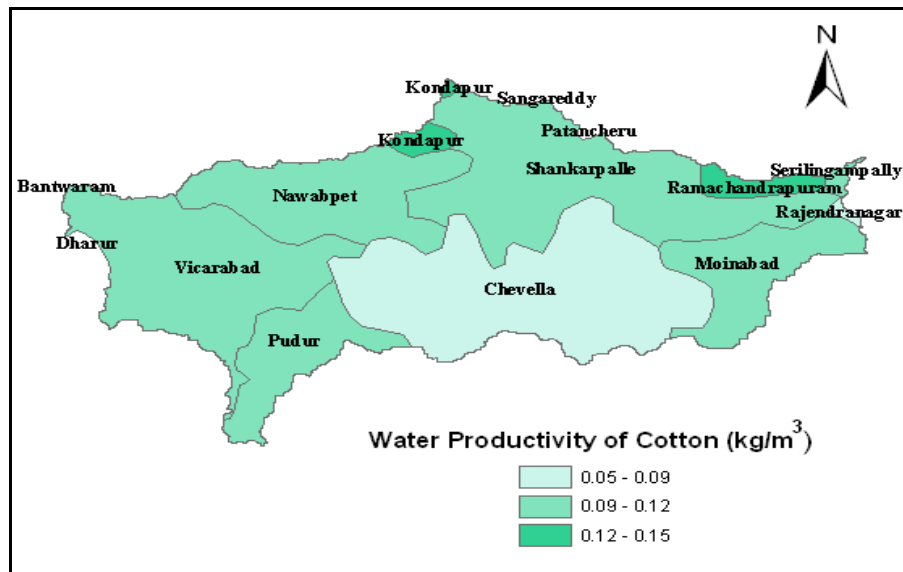 N
Kondapur
Sangareddy
Patancheru
Kondapur
Shankarpalle
Serilingampally
Ramachandrapuram
Bantwaram
Nawabpet
Rajendranagar
Dharur
Vicarabad
Moinabad
Chevella
Pudur
Water Productivity of Cotton (kg/m³)
0.05 - 0.09
0.09 - 0.12
0.12 - 0.15